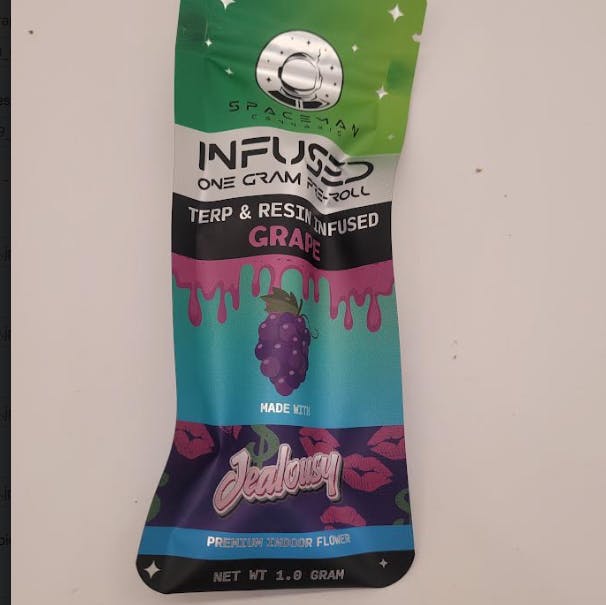 SPACEMAN
CANNABIS
INFUSED
ONE GRAM PRE-ROLL
TERP & RESIN INFUSED
GRAPE
MADE WITH
Jealousy
PREMIUM INDOOR FLOWER
NET WT 1.0 GRAM